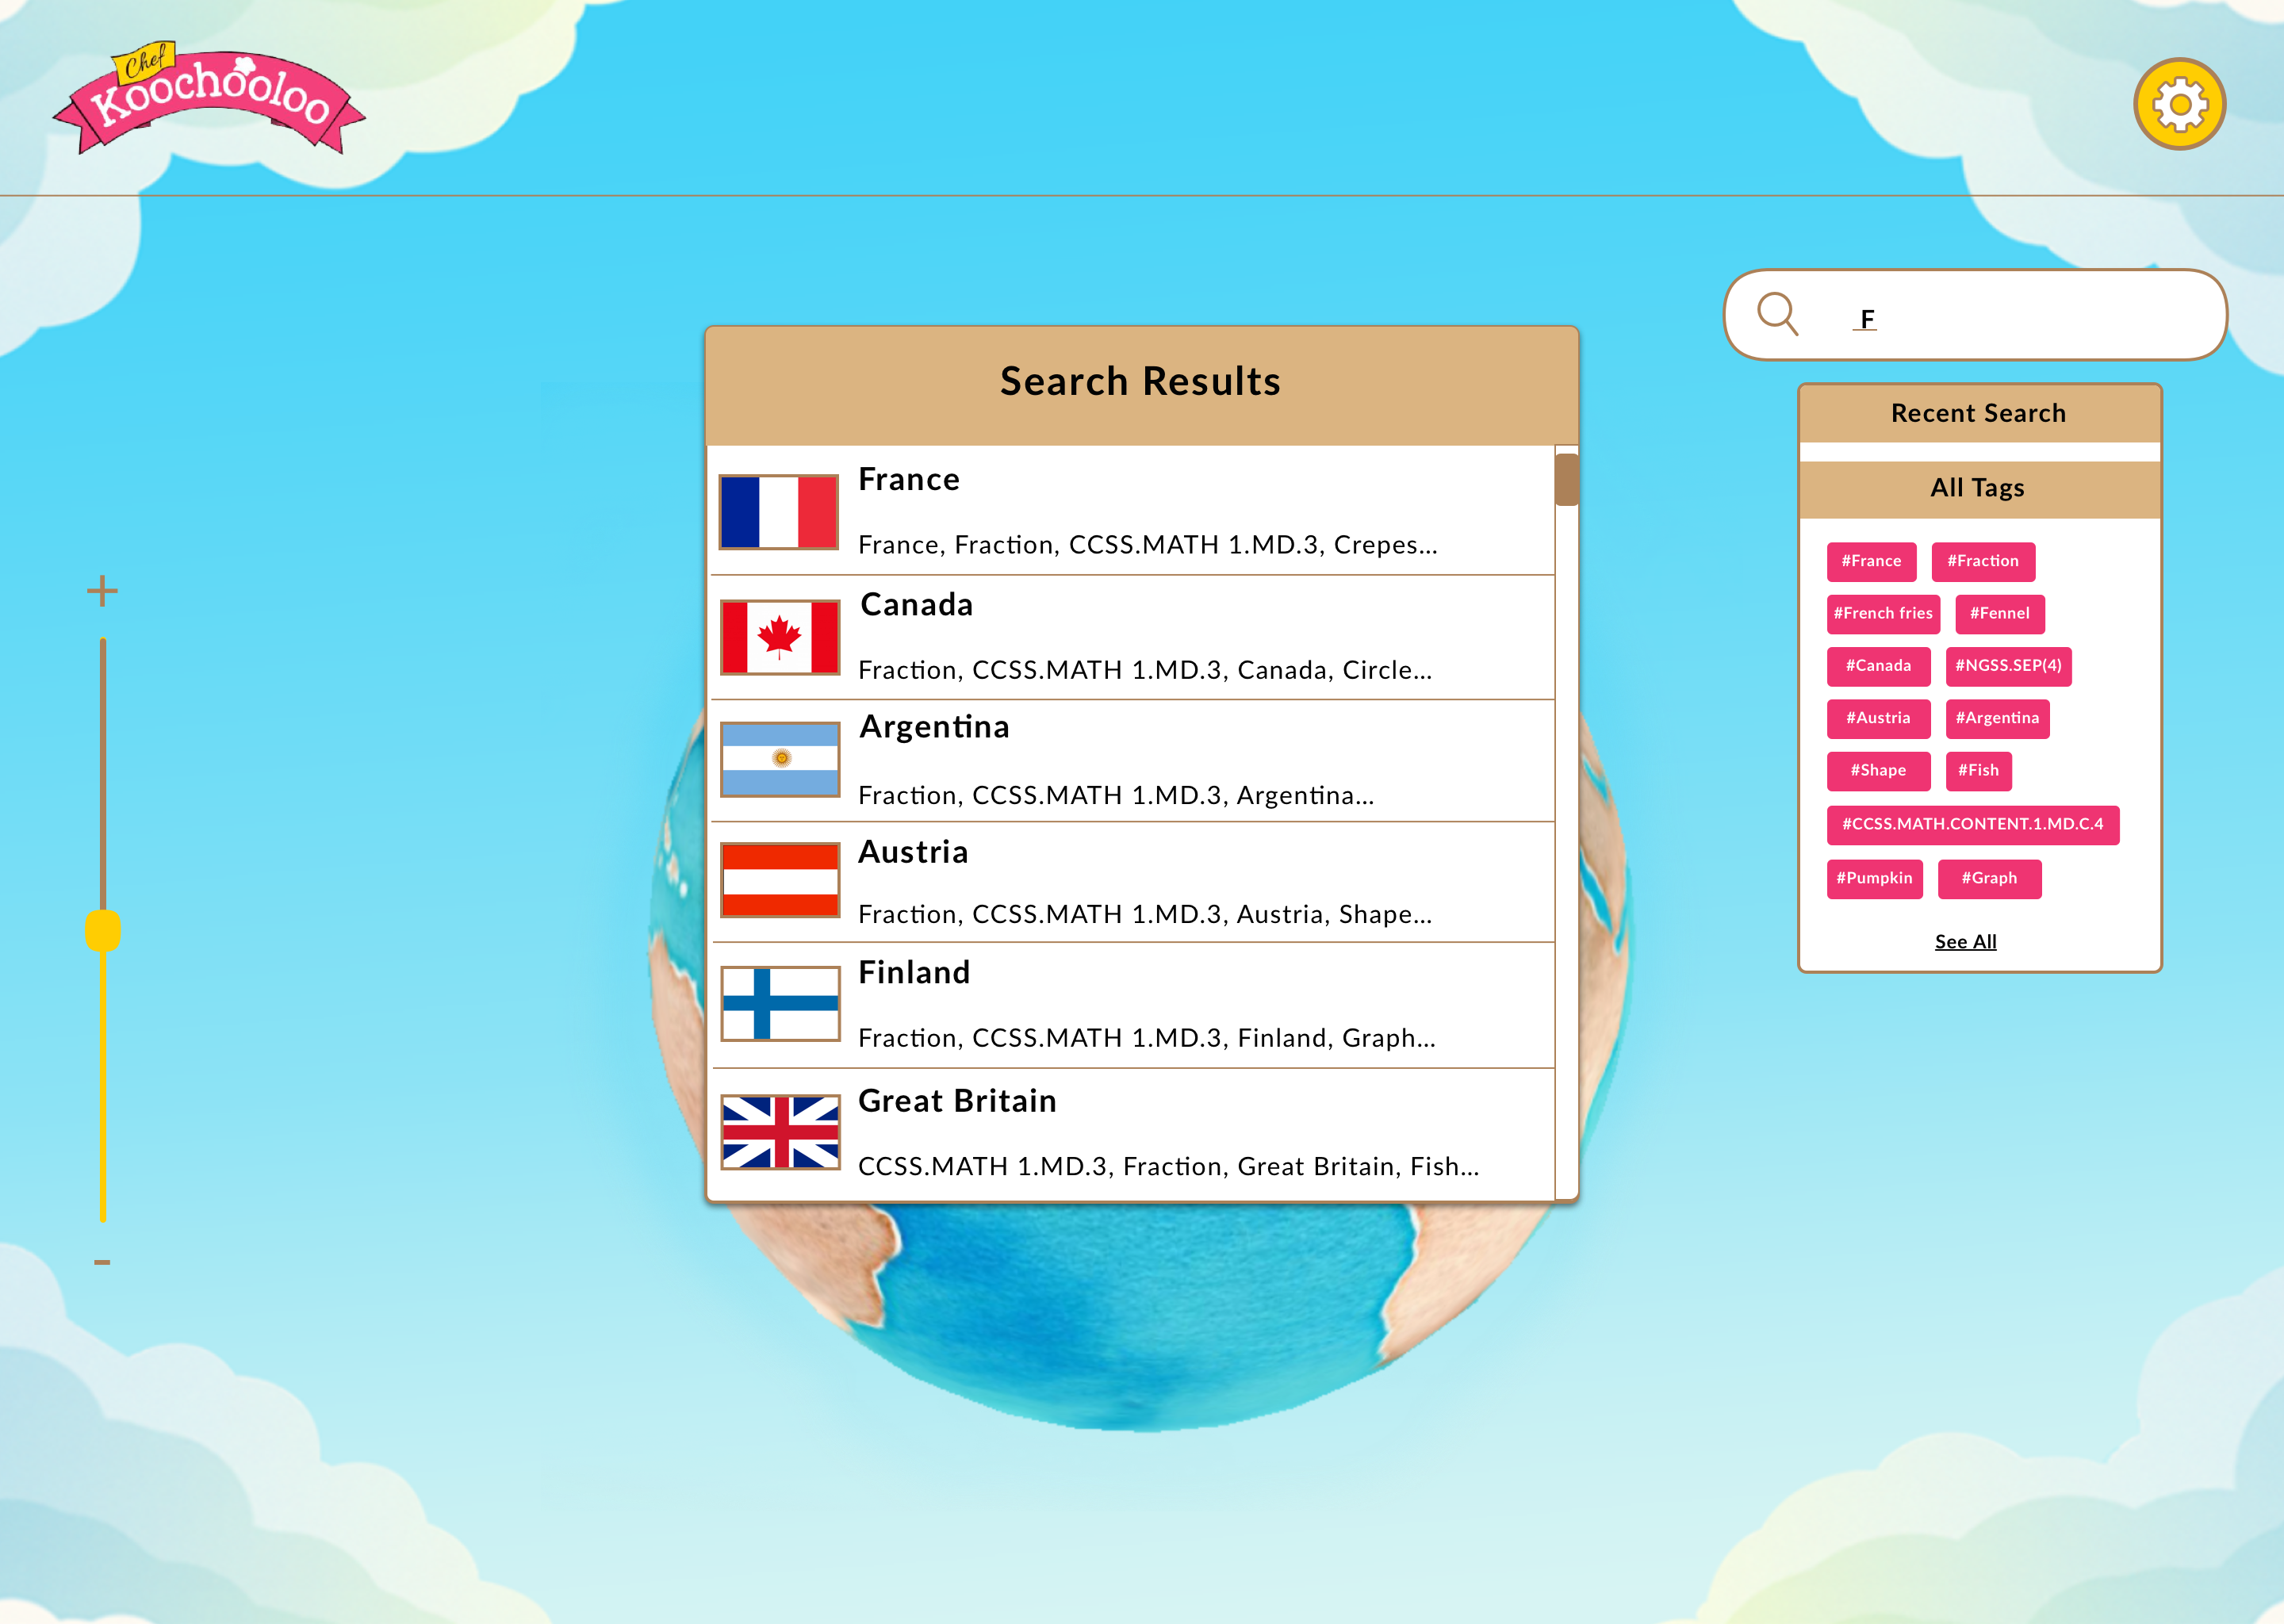 Chef
Koochooloo
F
Search Results
France
France, Fraction, CCSS.MATH 1.MD.3, Crepes...
Canada
Fraction, CCSS.MATH 1.MD.3, Canada, Circle...
Argentina
Fraction, CCSS.MATH 1.MD.3, Argentina...
Austria
Fraction, CCSS.MATH 1.MD.3, Austria, Shape...
Finland
Fraction, CCSS.MATH 1.MD.3, Finland, Graph...
Great Britain
CCSS.MATH 1.MD.3, Fraction, Great Britain, Fish...
Recent Search
All Tags
#France #Fraction
#French fries #Fennel
#Canada #NGSS.SEP(4)
#Austria #Argentina
#Shape #Fish
#CCSS.MATH.CONTENT.1.MD.C.4
#Pumpkin #Graph
See All
+
-